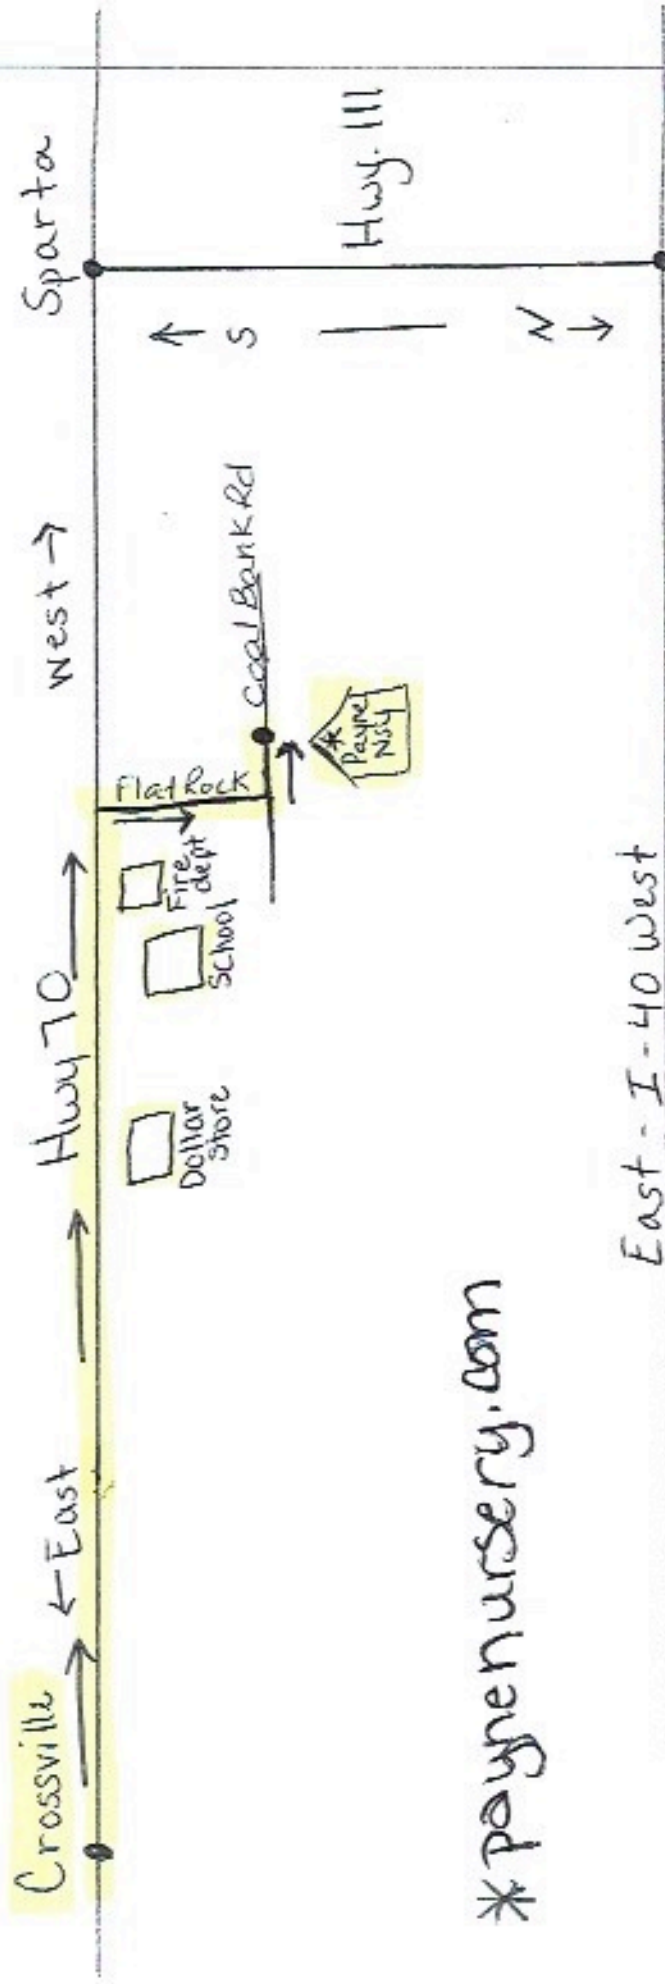 Crossville
← East
Hwy 70
West →
Sparta
Dollar
Store
School
Fire
dept
Flat Rock
Coal Bank Rd
*
Payne
Nsy
S
N
Hwy. 111
*paynenursery.com
East - I-40 West